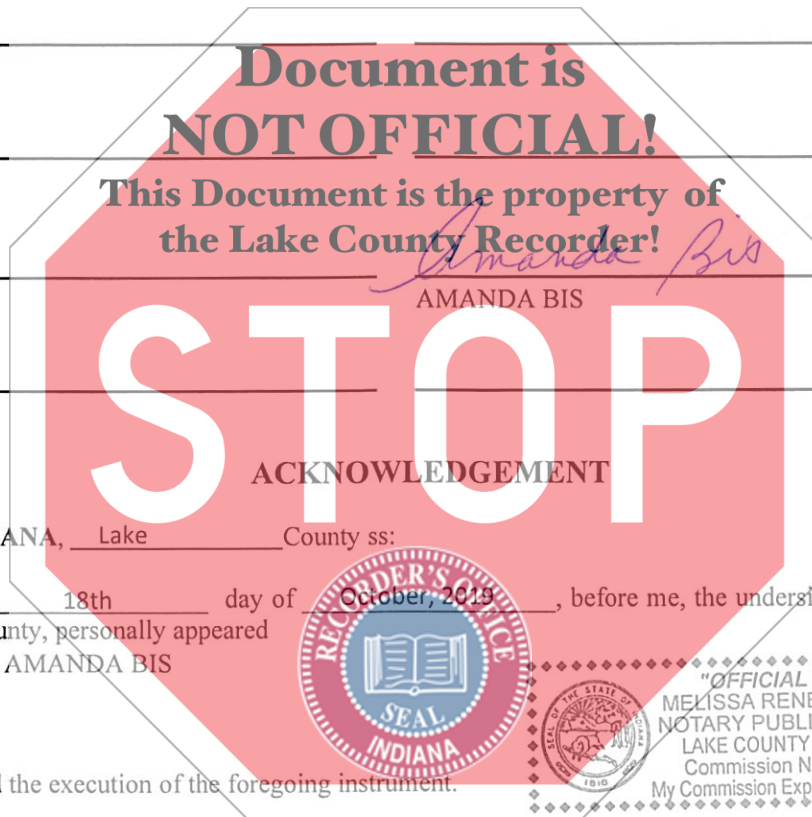 Document is
NOT OFFICIAL!
This Document is the property of
the Lake County Recorder!
Amanda Bis
AMANDA BIS
STOP
ACKNOWLEDGEMENT
ANA, Lake County ss:
18th day of October, 2019, before me, the undersi
unty, personally appeared
AMANDA BIS
RECORDER'S OFFICE
SEAL
INDIANA
"OFFICIAL
MELISSA RENE
NOTARY PUBLI
LAKE COUNTY
Commission N
My Commission Exp
SEAL OF THE STATE OF INDIANA
1816
the execution of the foregoing instrument.